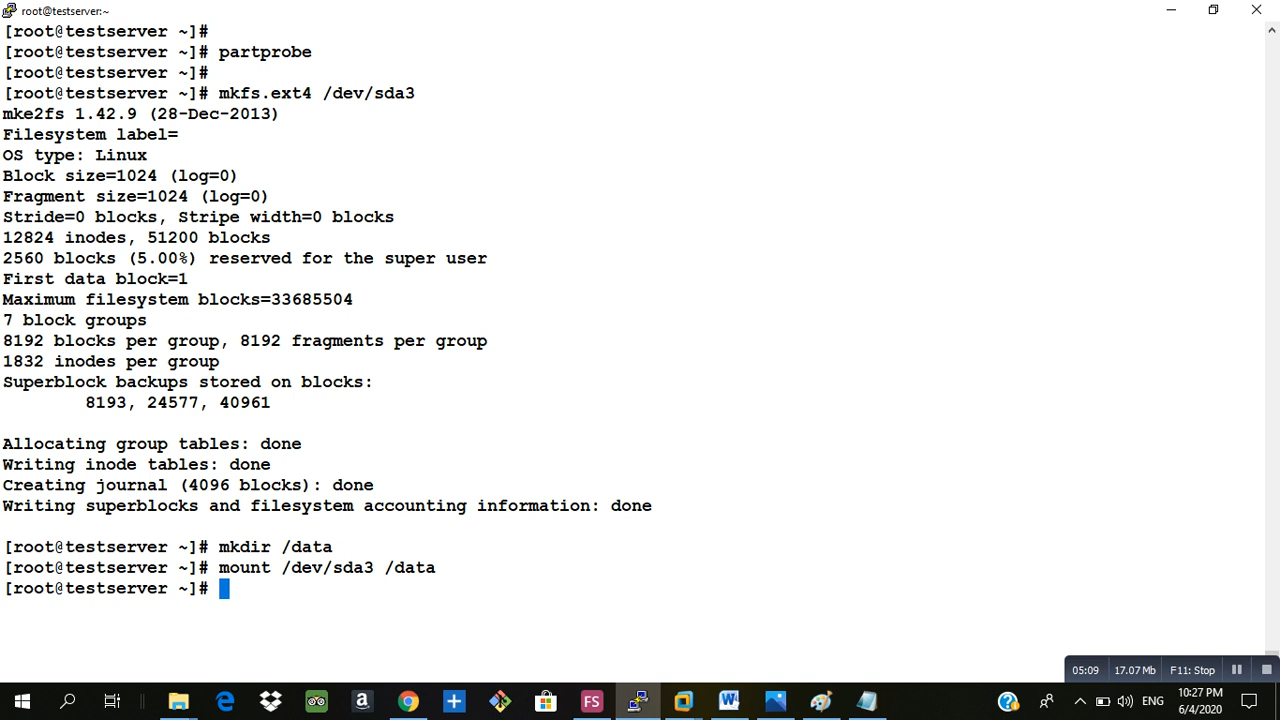 root@testserver:~
[root@testserver ~]#
[root@testserver ~]# partprobe
[root@testserver ~]#
[root@testserver ~]# mkfs.ext4 /dev/sda3
mke2fs 1.42.9 (28-Dec-2013)
Filesystem label=
OS type: Linux
Block size=1024 (log=0)
Fragment size=1024 (log=0)
Stride=0 blocks, Stripe width=0 blocks
12824 inodes, 51200 blocks
2560 blocks (5.00%) reserved for the super user
First data block=1
Maximum filesystem blocks=33685504
7 block groups
8192 blocks per group, 8192 fragments per group
1832 inodes per group
Superblock backups stored on blocks:
8193, 24577, 40961
Allocating group tables: done
Writing inode tables: done
Creating journal (4096 blocks): done
Writing superblocks and filesystem accounting information: done
[root@testserver ~]# mkdir /data
[root@testserver ~]# mount /dev/sda3 /data
[root@testserver ~]#
05:09 17.07 Mb F11: Stop
FS
ENG
10:27 PM
6/4/2020